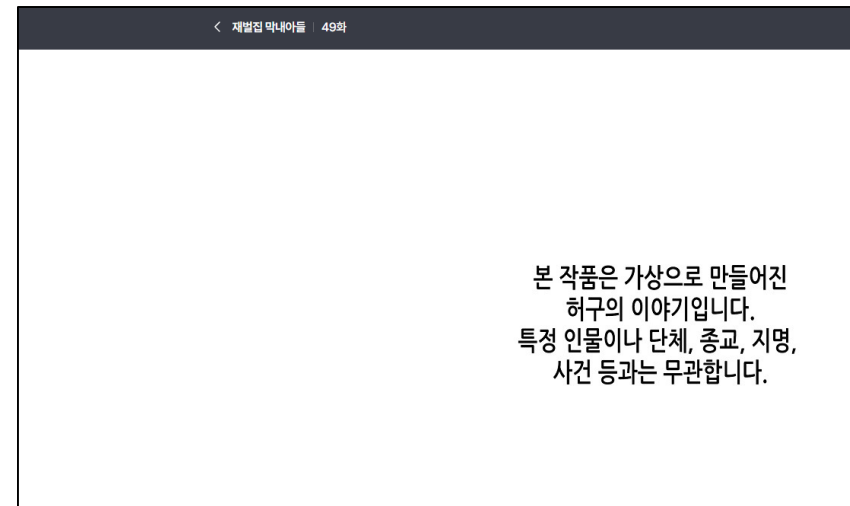 < 재벌집 막내아들 | 49화
본 작품은 가상으로 만들어진
허구의 이야기입니다.
특정 인물이나 단체, 종교, 지명,
사건 등과는 무관합니다.